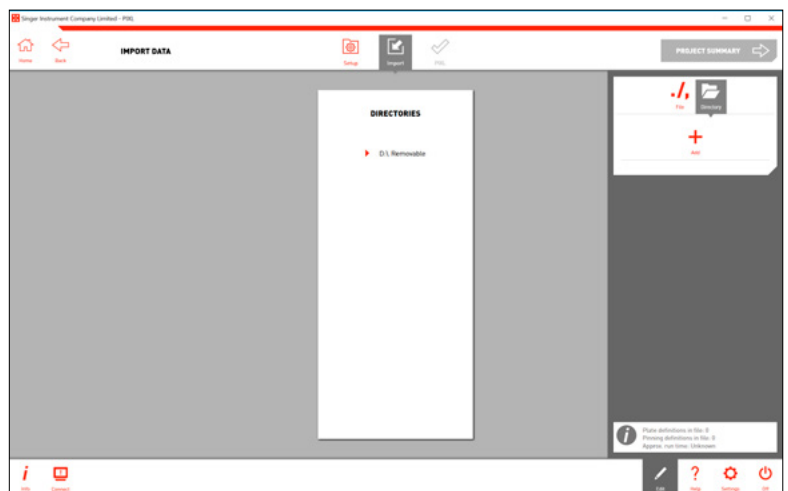 Singer Instrument Company Limited - PIXL
Home
Back
IMPORT DATA
Setup
Import
PIXL
PROJECT SUMMARY
DIRECTORIES
D:\ Removable
./,
File
Directory
Add
Plate definitions in file: 0
Pinning definitions in file: 0
Approx. run time: Unknown
Info
Connect
Edit
Help
Settings
Off